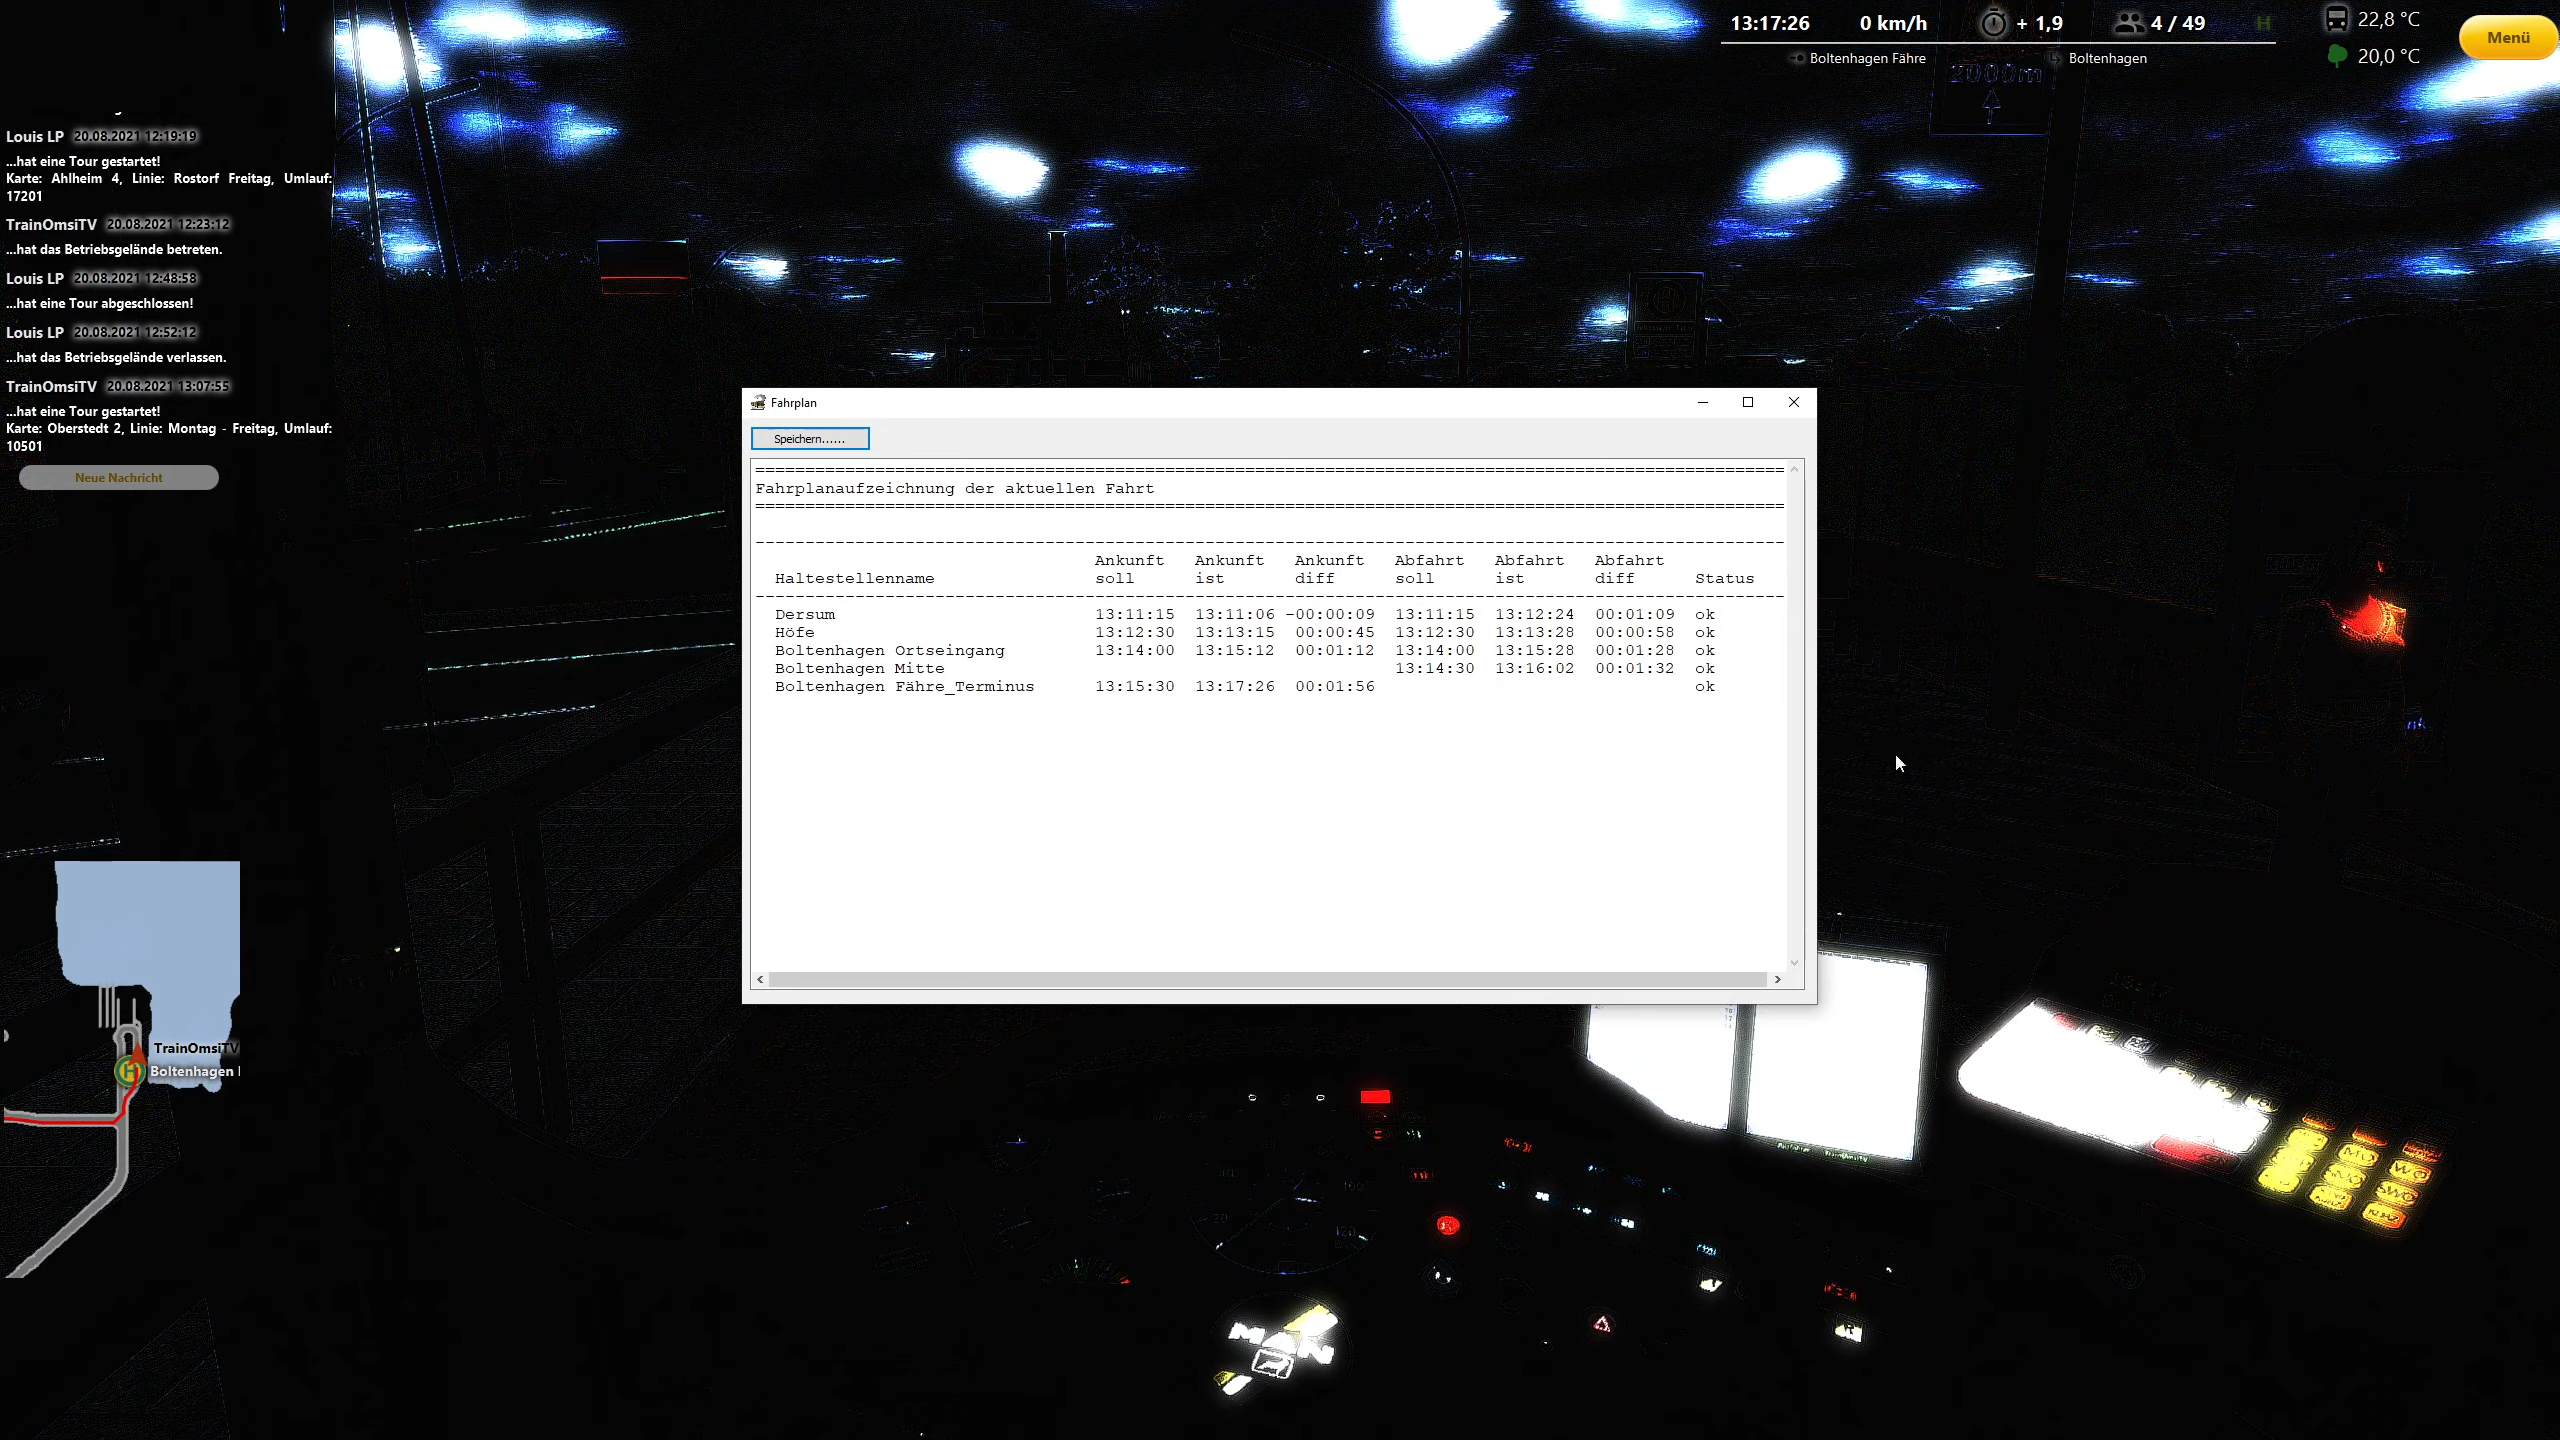 13:17:26 0 km/h + 1,9 4 / 49 H 22,8 °C
Menü
Boltenhagen Fähre Boltenhagen 20,0 °C
2000m
Louis LP 20.08.2021 12:19:19
...hat eine Tour gestartet!
Karte: Ahlheim 4, Linie: Rostorf Freitag, Umlauf:
17201
TrainOmsiTV 20.08.2021 12:23:12
...hat das Betriebsgelände betreten.
Louis LP 20.08.2021 12:48:58
...hat eine Tour abgeschlossen!
Louis LP 20.08.2021 12:52:12
...hat das Betriebsgelände verlassen.
TrainOmsiTV 20.08.2021 13:07:55
...hat eine Tour gestartet!
Karte: Oberstedt 2, Linie: Montag - Freitag, Umlauf:
10501
Neue Nachricht
Fahrplan
Speichern......
Fahrplanaufzeichnung der aktuellen Fahrt
Ankunft Ankunft Ankunft Abfahrt Abfahrt Abfahrt
Haltestellenname soll ist diff soll ist diff Status
Dersum 13:11:15 13:11:06 -00:00:09 13:11:15 13:12:24 00:01:09 ok
Höfe 13:12:30 13:13:15 00:00:45 13:12:30 13:13:28 00:00:58 ok
Boltenhagen Ortseingang 13:14:00 13:15:12 00:01:12 13:14:00 13:15:28 00:01:28 ok
Boltenhagen Mitte 13:14:30 13:16:02 00:01:32 ok
Boltenhagen Fähre_Terminus 13:15:30 13:17:26 00:01:56 ok
TrainOmsiTV
H Boltenhagen
MAN